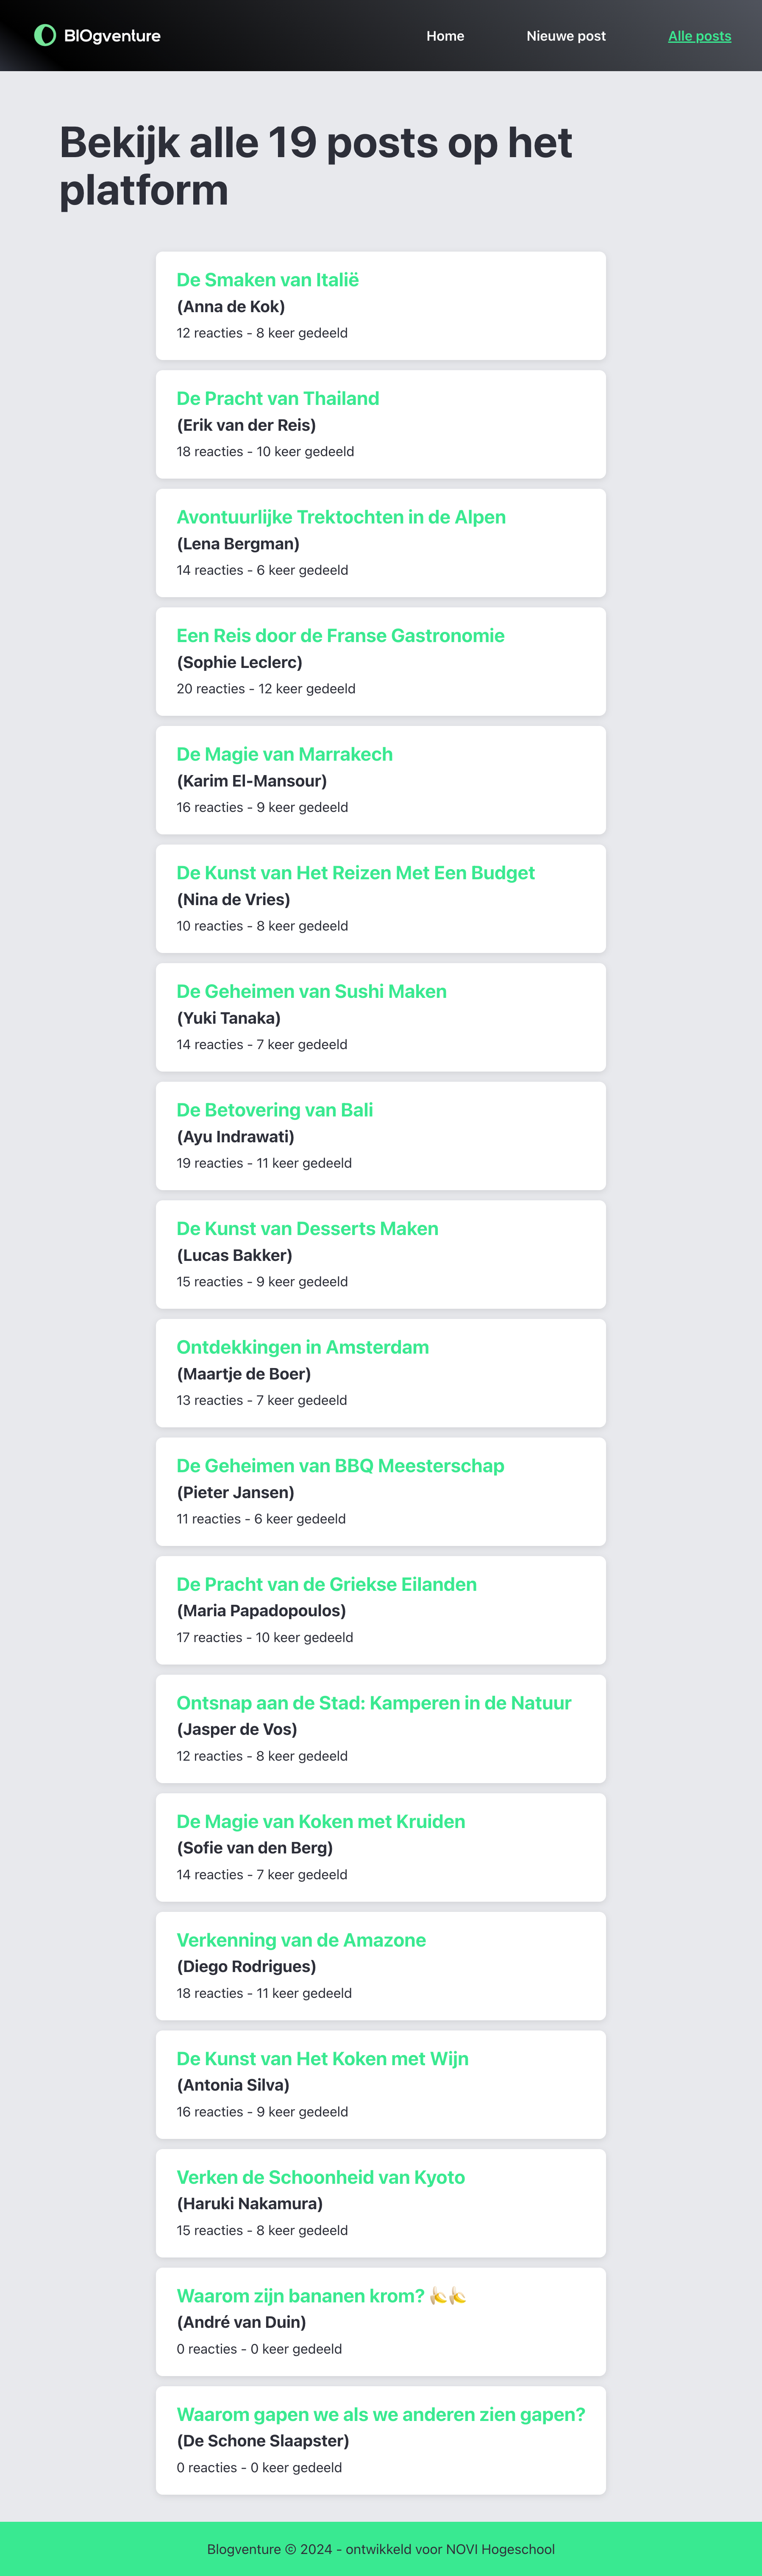 BlOgventure
Home
Nieuwe post
Alle posts
Bekijk alle 19 posts op het
platform
De Smaken van Italië
(Anna de Kok)
12 reacties - 8 keer gedeeld
De Pracht van Thailand
(Erik van der Reis)
18 reacties - 10 keer gedeeld
Avontuurlijke Trektochten in de Alpen
(Lena Bergman)
14 reacties - 6 keer gedeeld
Een Reis door de Franse Gastronomie
(Sophie Leclerc)
20 reacties - 12 keer gedeeld
De Magie van Marrakech
(Karim El-Mansour)
16 reacties - 9 keer gedeeld
De Kunst van Het Reizen Met Een Budget
(Nina de Vries)
10 reacties - 8 keer gedeeld
De Geheimen van Sushi Maken
(Yuki Tanaka)
14 reacties - 7 keer gedeeld
De Betovering van Bali
(Ayu Indrawati)
19 reacties - 11 keer gedeeld
De Kunst van Desserts Maken
(Lucas Bakker)
15 reacties - 9 keer gedeeld
Ontdekkingen in Amsterdam
(Maartje de Boer)
13 reacties - 7 keer gedeeld
De Geheimen van BBQ Meesterschap
(Pieter Jansen)
11 reacties - 6 keer gedeeld
De Pracht van de Griekse Eilanden
(Maria Papadopoulos)
17 reacties - 10 keer gedeeld
Ontsnap aan de Stad: Kamperen in de Natuur
(Jasper de Vos)
12 reacties - 8 keer gedeeld
De Magie van Koken met Kruiden
(Sofie van den Berg)
14 reacties - 7 keer gedeeld
Verkenning van de Amazone
(Diego Rodrigues)
18 reacties - 11 keer gedeeld
De Kunst van Het Koken met Wijn
(Antonia Silva)
16 reacties - 9 keer gedeeld
Verken de Schoonheid van Kyoto
(Haruki Nakamura)
15 reacties - 8 keer gedeeld
Waarom zijn bananen krom? 🍌🍌
(André van Duin)
0 reacties - 0 keer gedeeld
Waarom gapen we als we anderen zien gapen?
(De Schone Slaapster)
0 reacties - 0 keer gedeeld
Blogventure © 2024 - ontwikkeld voor NOVI Hogeschool